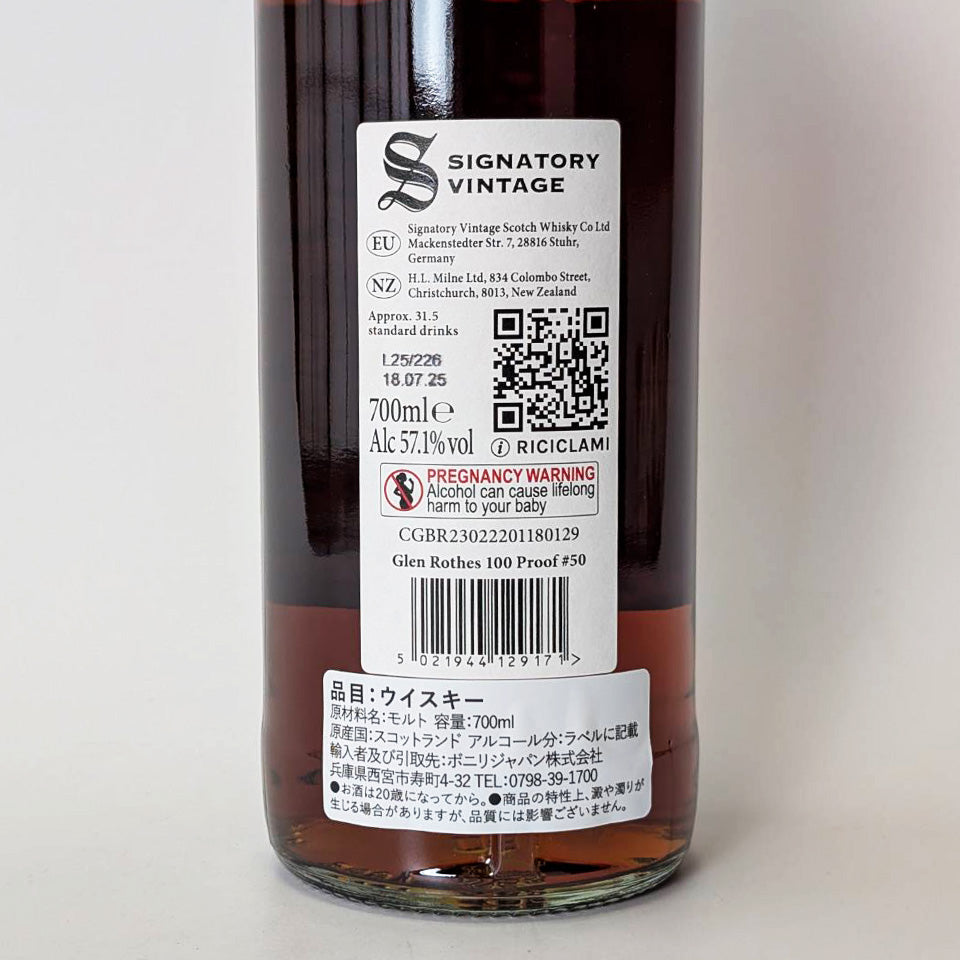 SIGNATORY
VINTAGE
EU
Signatory Vintage Scotch Whisky Co Ltd
Mackenstedter Str. 7, 28816 Stuhr,
Germany
NZ
H.L. Milne Ltd, 834 Colombo Street,
Christchurch, 8013, New Zealand
Approx. 31.5
standard drinks
L25/226
18.07.25
700ml℮
Alc 57.1% vol
i RICICLAMI
PREGNANCY WARNING
Alcohol can cause lifelong
harm to your baby
CGBR23022201180129
Glen Rothes 100 Proof #50
5 021944 129171 >
品目：ウイスキー
原材料名：モルト 容量：700ml
原産国：スコットランド アルコール分：ラベルに記載
輸入者及び引取先：ボニリジャパン株式会社
兵庫県西宮市寿町4-32 TEL：0798-39-1700
●お酒は20歳になってから。●商品の特性上、澱や濁りが
生じる場合がありますが、品質には影響ございません。